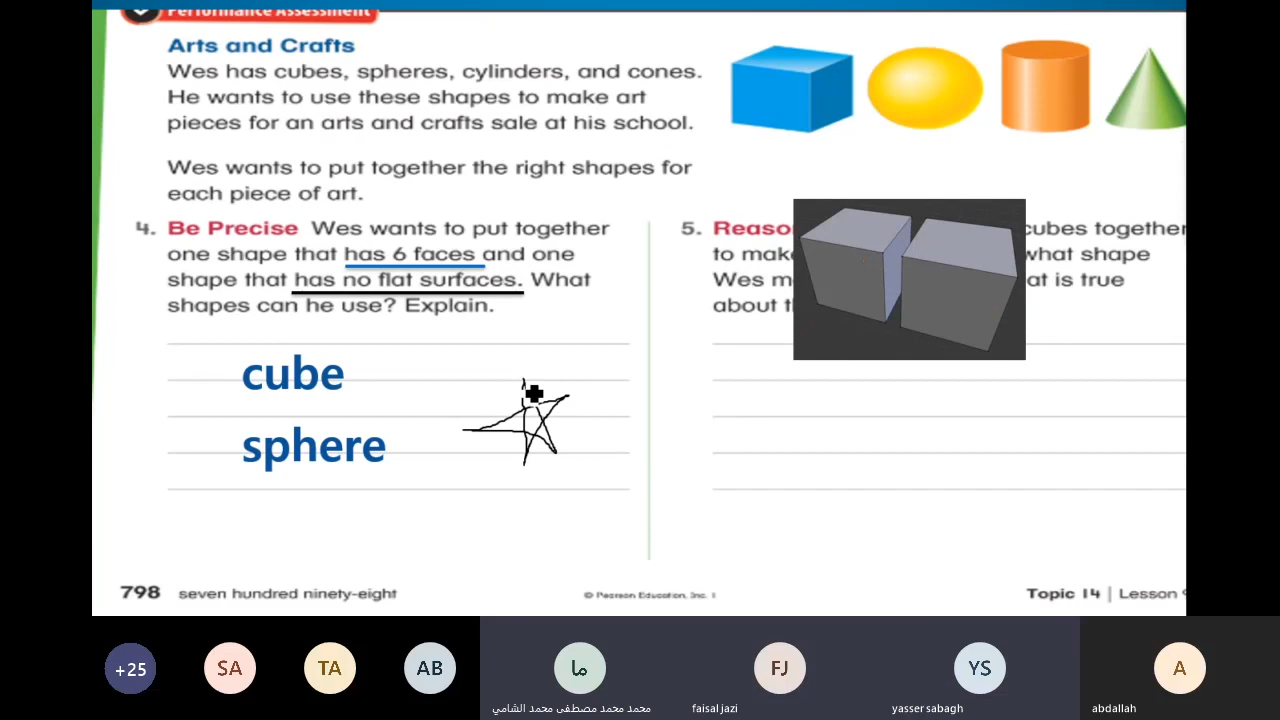 Performance Assessment
Arts and Crafts
Wes has cubes, spheres, cylinders, and cones.
He wants to use these shapes to make art
pieces for an arts and crafts sale at his school.
Wes wants to put together the right shapes for
each piece of art.
4. Be Precise Wes wants to put together
one shape that has 6 faces and one
shape that has no flat surfaces. What
shapes can he use? Explain.
cube
sphere
5. cubes together
to what shape
Wes at is true
about
798 seven hundred ninety-eight
© Pearson Education, Inc. 1
Topic 14 | Lesson
+25
SA
TA
AB
ما
FJ
YS
A
محمد محمد مصطفى محمد الشامي
faisal jazi
yasser sabagh
abdallah